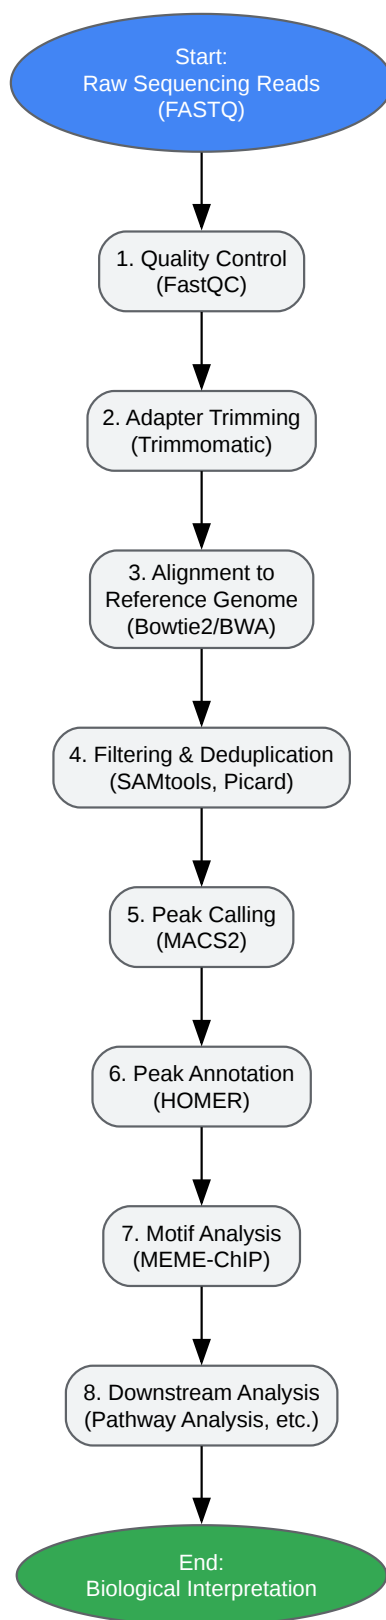 Start:
Raw Sequencing Reads
(FASTQ)
1. Quality Control
(FastQC)
2. Adapter Trimming
(Trimmomatic)
3. Alignment to
Reference Genome
(Bowtie2/BWA)
4. Filtering & Deduplication
(SAMtools, Picard)
5. Peak Calling
(MACS2)
6. Peak Annotation
(HOMER)
7. Motif Analysis
(MEME-ChIP)
8. Downstream Analysis
(Pathway Analysis, etc.)
End:
Biological Interpretation